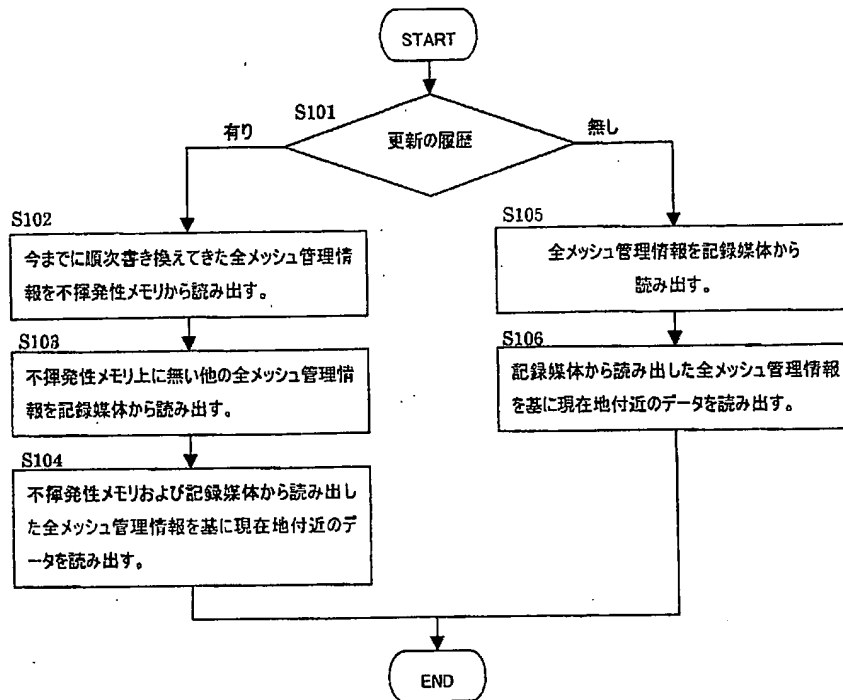 START
S101
有り
更新の履歴
無し
S102
今までに順次書き換えてきた全メッシュ管理情
報を不揮発性メモリから読み出す。
S103
不揮発性メモリ上に無い他の全メッシュ管理情
報を記録媒体から読み出す。
S104
不揮発性メモリおよび記録媒体から読み出し
た全メッシュ管理情報を基に現在地付近のデ
ータを読み出す。
S105
全メッシュ管理情報を記録媒体から
読み出す。
S106
記録媒体から読み出した全メッシュ管理情報
を基に現在地付近のデータを読み出す。
END